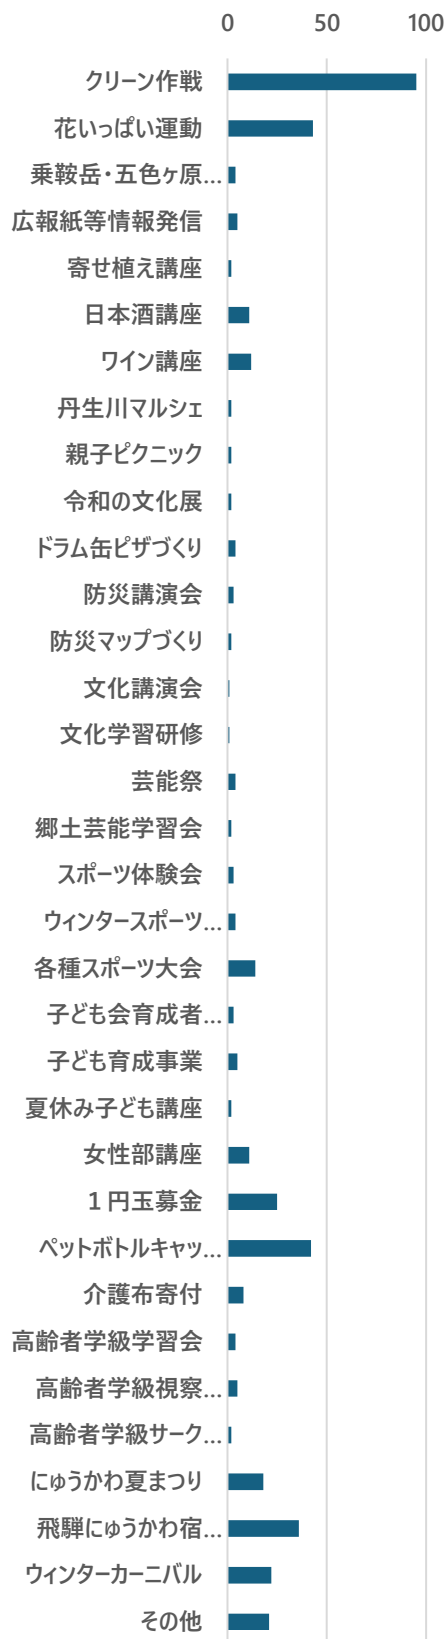 0 50 100
クリーン作戦
花いっぱい運動
乗鞍岳・五色ヶ原…
広報紙等情報発信
寄せ植え講座
日本酒講座
ワイン講座
丹生川マルシェ
親子ピクニック
令和の文化展
ドラム缶ピザづくり
防災講演会
防災マップづくり
文化講演会
文化学習研修
芸能祭
郷土芸能学習会
スポーツ体験会
ウィンタースポーツ…
各種スポーツ大会
子ども会育成者…
子ども育成事業
夏休み子ども講座
女性部講座
１円玉募金
ペットボトルキャッ…
介護布寄付
高齢者学級学習会
高齢者学級視察…
高齢者学級サーク…
にゅうかわ夏まつり
飛騨にゅうかわ宿…
ウィンターカーニバル
その他